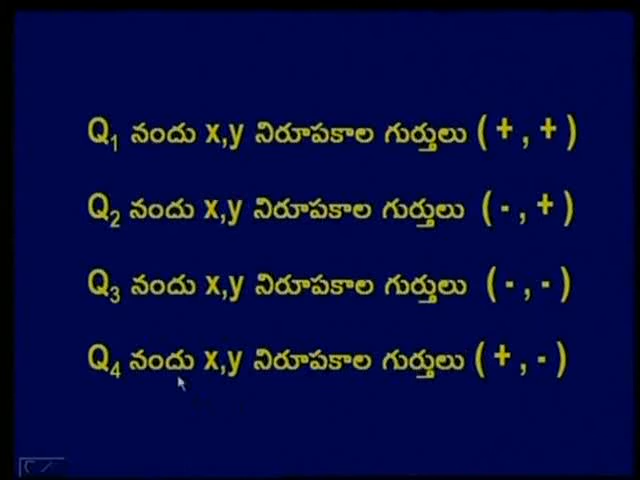 Q₁ నందు x,y నిరూపకాల గుర్తులు ( + , + )
Q₂ నందు x,y నిరూపకాల గుర్తులు ( - , + )
Q₃ నందు x,y నిరూపకాల గుర్తులు ( - , - )
Q₄ నందు x,y నిరూపకాల గుర్తులు ( + , - )